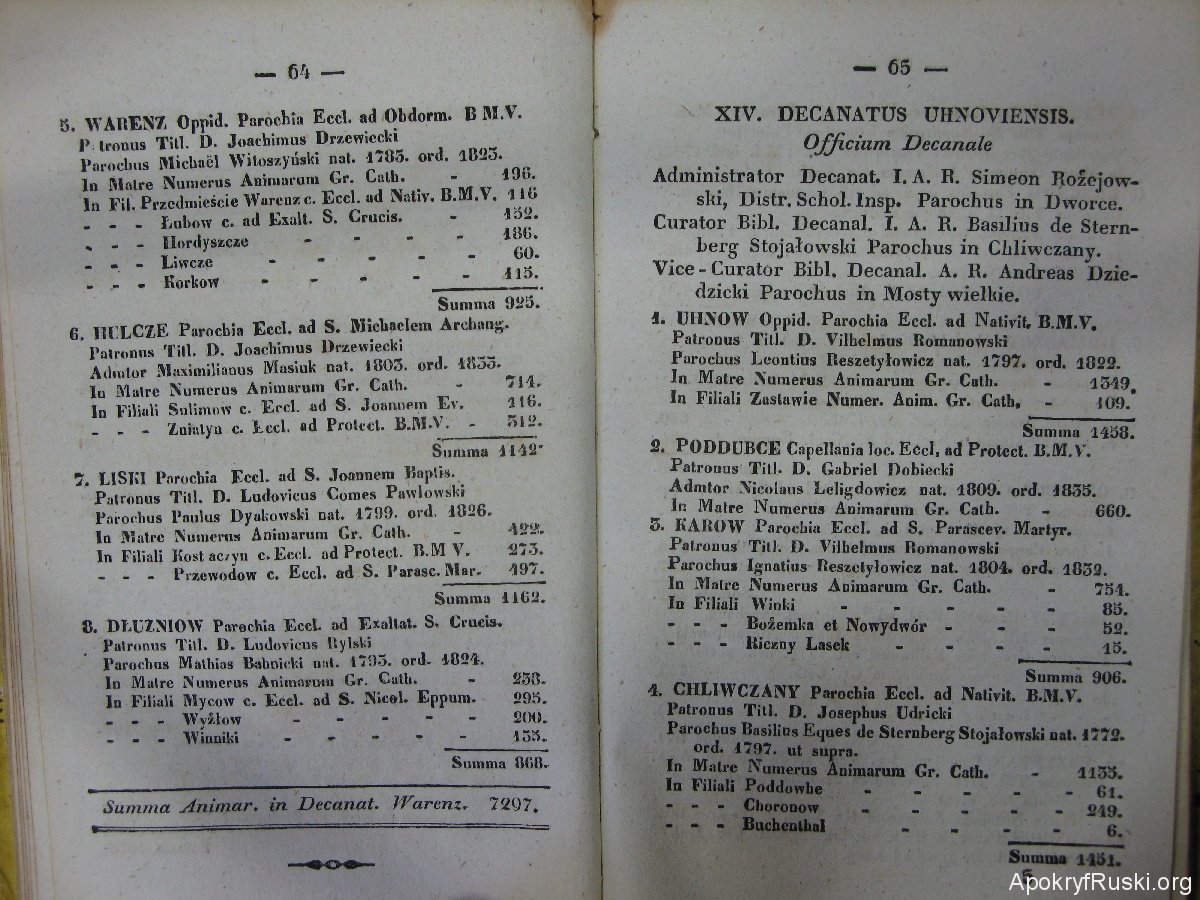 — 64 —
5. WARENZ Oppid. Parochia Eccl. ad Obdorm. B M.V.
Patronus Titl. D. Joachimus Drzewiecki
Parochus Michaël Witoszyński nat. 1783. ord. 1823.
In Matre Numerus Animarum Gr. Cath. - 196.
In Fil. Przedmieście Warenz c. Eccl. ad Nativ. B.M.V. 116
- - - Łubow c. ad Exalt. S. Crucis. - 152.
- - - Hordyszcze - - - - 186.
- - - Liwcze - - - - - 60.
- - - Korkow - - - - 115.
Summa 925.
6. HULCZE Parochia Eccl. ad S. Michaelem Archang.
Patronus Titl. D. Joachimus Drzewiecki
Admtor Maximilianus Masiuk nat. 1803. ord. 1833.
In Matre Numerus Animarum Gr. Cath. - 714.
In Filiali Sulimow c. Eccl. ad S. Joannem Ev. 116.
- - - Zniatyn c. Eccl. ad Protect. B.M.V. - 312.
Summa 1142.
7. LISKI Parochia Eccl. ad S. Joannem Baptis.
Patronus Titl. D. Ludovicus Comes Pawłowski
Parochus Paulus Dyakowski nat. 1799. ord. 1826.
In Matre Numerus Animarum Gr. Cath. - 422.
In Filiali Kost aczyn c. Eccl. ad Protect. B.M V. - 273.
- - - Przewodow c. Eccl. ad S. Parasc. Mar. 497.
Summa 1162.
8. DŁUZNIOW Parochia Eccl. ad Exaltat. S. Crucis.
Patronus Titl. D. Ludovicus Rylski
Parochus Mathias Babnicki nat. 1793. ord. 1824.
In Matre Numerus Animarum Gr. Cath. - 238.
In Filiali Mycow c. Eccl. ad S. Nicol. Eppum. 295.
- - - Wyżłow - - - - - 200.
- - - Winniki - - - - - 135.
Summa 868.
Summa Animar. in Decanat. Warenz. 7297.
— 65 —
XIV. DECANATUS UHNOVIENSIS.
Officium Decanale
Administrator Decanat. I. A. R. Simeon Rożejow-
ski, Distr. Schol. Insp. Parochus in Dworce.
Curator Bibl. Decanal. I. A. R. Basilius de Stern-
berg Stojałowski Parochus in Chliwczany.
Vice-Curator Bibl. Decanal. A. R. Andreas Dzie-
dzicki Parochus in Mosty wielkie.
1. UHNOW Oppid. Parochia Eccl. ad Nativit. B.M.V.
Patronus Titl. D. Vilhelmus Romanowski
Parochus Leontius Reszetyłowicz nat. 1797. ord. 1822.
In Matre Numerus Animarum Gr. Cath. - 1349.
In Filiali Zastawie Numer. Anim. Gr. Cath. - 109.
Summa 1458.
2. PODDUBCE Capellania loc. Eccl. ad Protect. B.M.V.
Patronus Titl. D. Gabriel Dobiecki
Admtor Nicolaus Leligdowicz nat. 1809. ord. 1835.
In Matre Numerus Animarum Gr. Cath. - 660.
3. KAROW Parochia Eccl. ad S. Parascev. Martyr.
Patronus Titl. D. Vilhelmus Romanowski
Parochus Ignatius Reszetyłowicz nat. 1804. ord. 1832.
In Matre Numerus Animarum Gr. Cath. - 754.
In Filiali Winki - - - - - 85.
- - - Bożemka et Nowydwór - - - 52.
- - - Riczny Lasek - - - - 15.
Summa 906.
4. CHLIWCZANY Parochia Eccl. ad Nativit. B.M.V.
Patronus Titl. D. Josephus Udricki
Parochus Basilius Eques de Sternberg Stojałowski nat. 1772.
ord. 1797. ut supra.
In Matre Numerus Animarum Gr. Cath. - 1135.
In Filiali Poddowbe - - - - - 61.
- - - Choronow - - - - - 249.
- - - Buchenthal - - - - 6.
Summa 1451.
5
ApokryfRuski.org